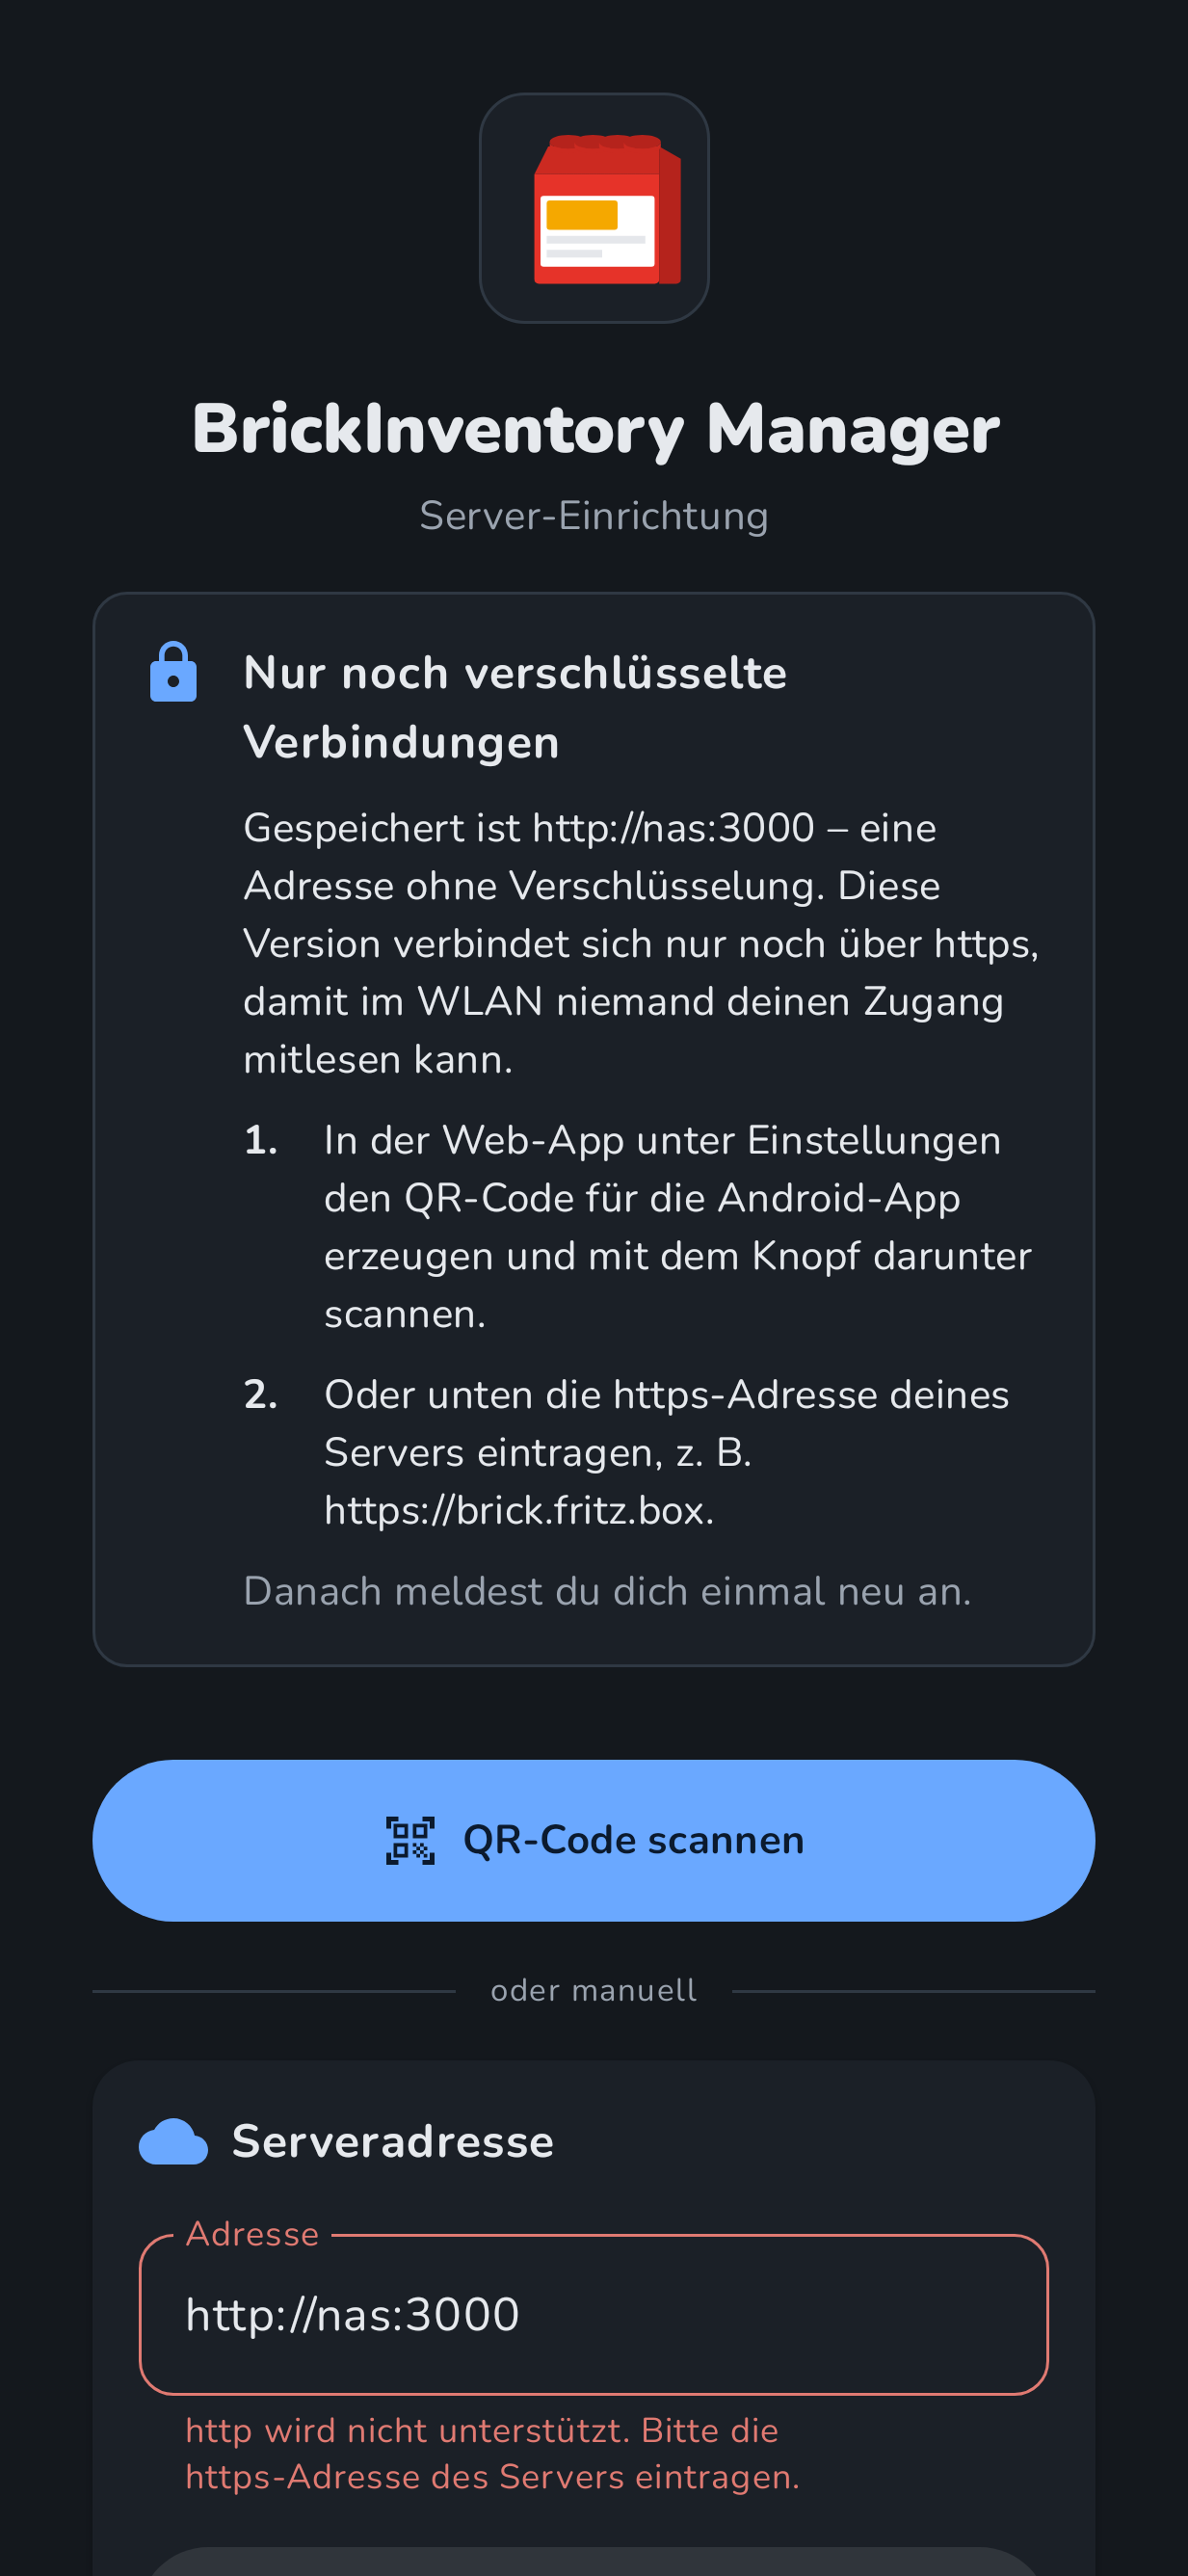 BrickInventory Manager
Server-Einrichtung
Nur noch verschlüsselte
Verbindungen
Gespeichert ist http://nas:3000 – eine
Adresse ohne Verschlüsselung. Diese
Version verbindet sich nur noch über https,
damit im WLAN niemand deinen Zugang
mitlesen kann.
1. In der Web-App unter Einstellungen
den QR-Code für die Android-App
erzeugen und mit dem Knopf darunter
scannen.
2. Oder unten die https-Adresse deines
Servers eintragen, z. B.
https://brick.fritz.box.
Danach meldest du dich einmal neu an.
QR-Code scannen
oder manuell
Serveradresse
Adresse
http://nas:3000
http wird nicht unterstützt. Bitte die
https-Adresse des Servers eintragen.